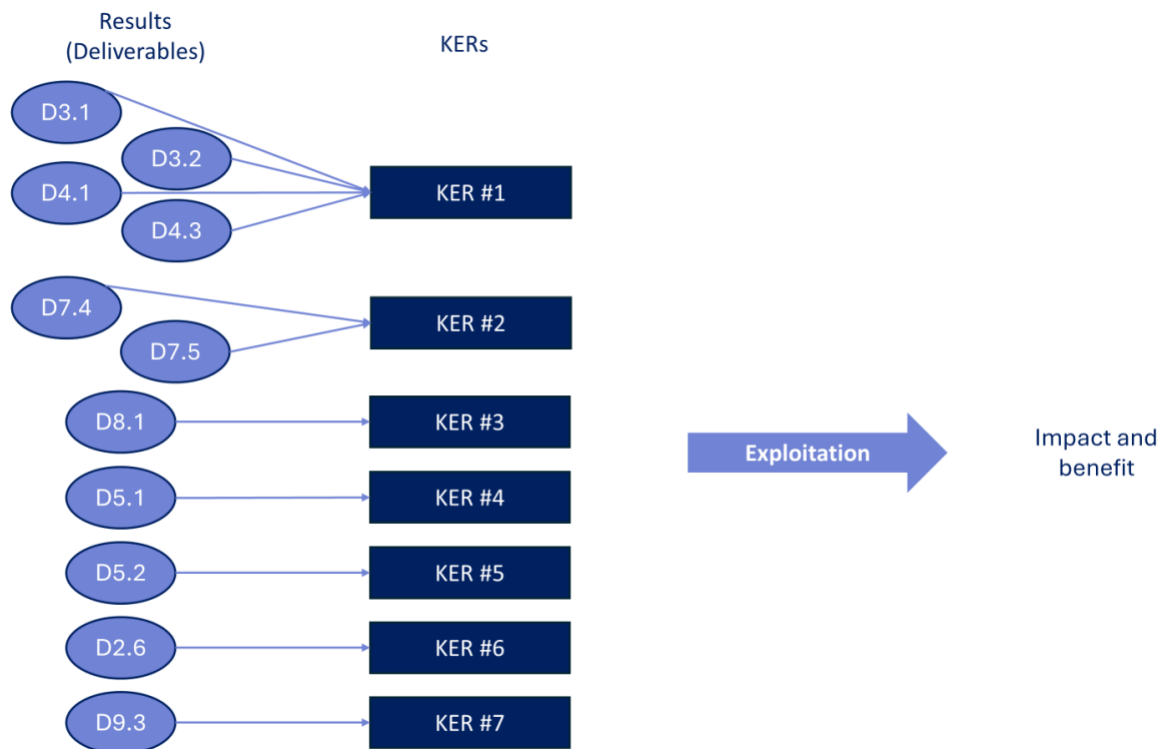 Results
(Deliverables)
KERs
D3.1
D3.2
D4.1
KER #1
D4.3
D7.4
KER #2
D7.5
D8.1
KER #3
Exploitation
Impact and
benefit
D5.1
KER #4
D5.2
KER #5
D2.6
KER #6
D9.3
KER #7